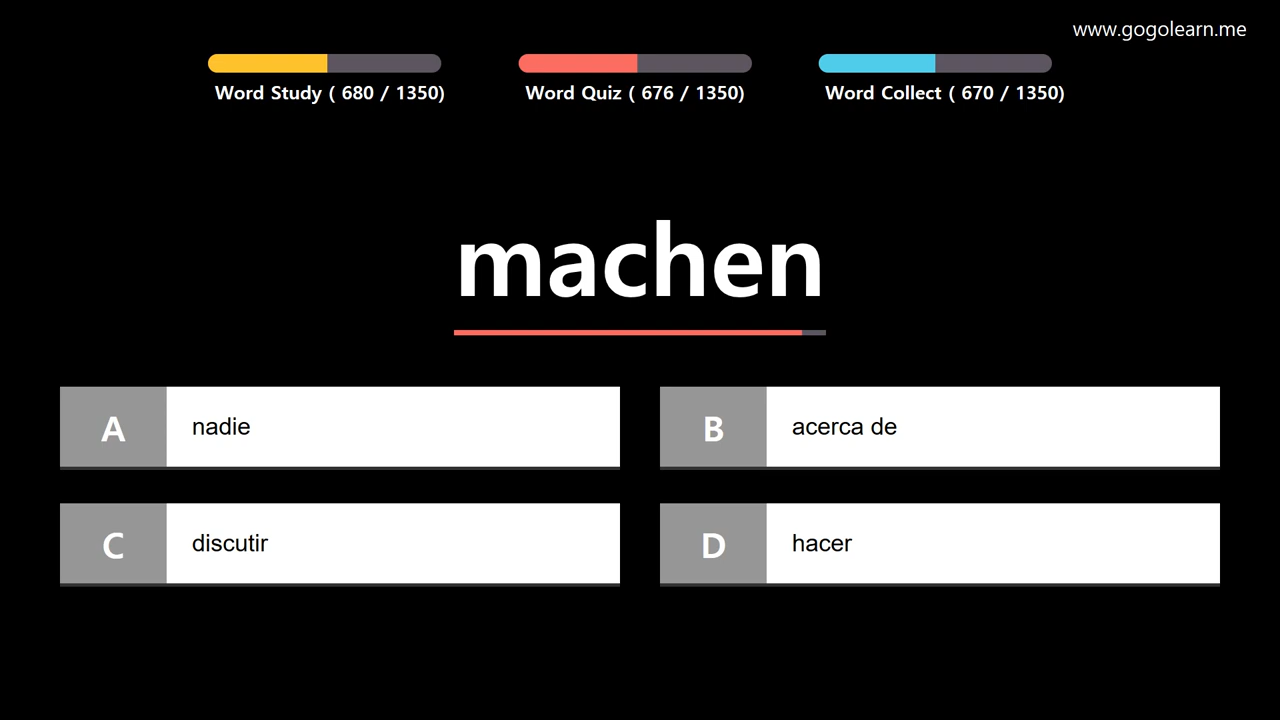 www.gogolearn.me
Word Study ( 680 / 1350)
Word Quiz ( 676 / 1350)
Word Collect ( 670 / 1350)
machen
A
nadie
B
acerca de
C
discutir
D
hacer